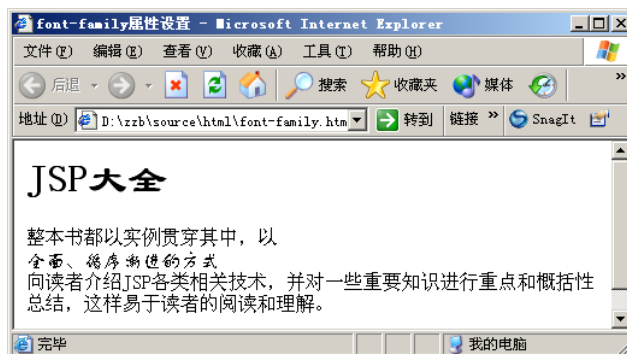 font-family属性设置 - Microsoft Internet Explorer
文件(F) 编辑(E) 查看(V) 收藏(A) 工具(T) 帮助(H)
后退 搜索 收藏夹 媒体 »
地址(D) D:\zzb\source\html\font-family.htm 转到 链接 » SnagIt
JSP大全
整本书都以实例贯穿其中，以
全面、循序渐进的方式
向读者介绍JSP各类相关技术，并对一些重要知识进行重点和概括性
总结，这样易于读者的阅读和理解。
完毕 我的电脑